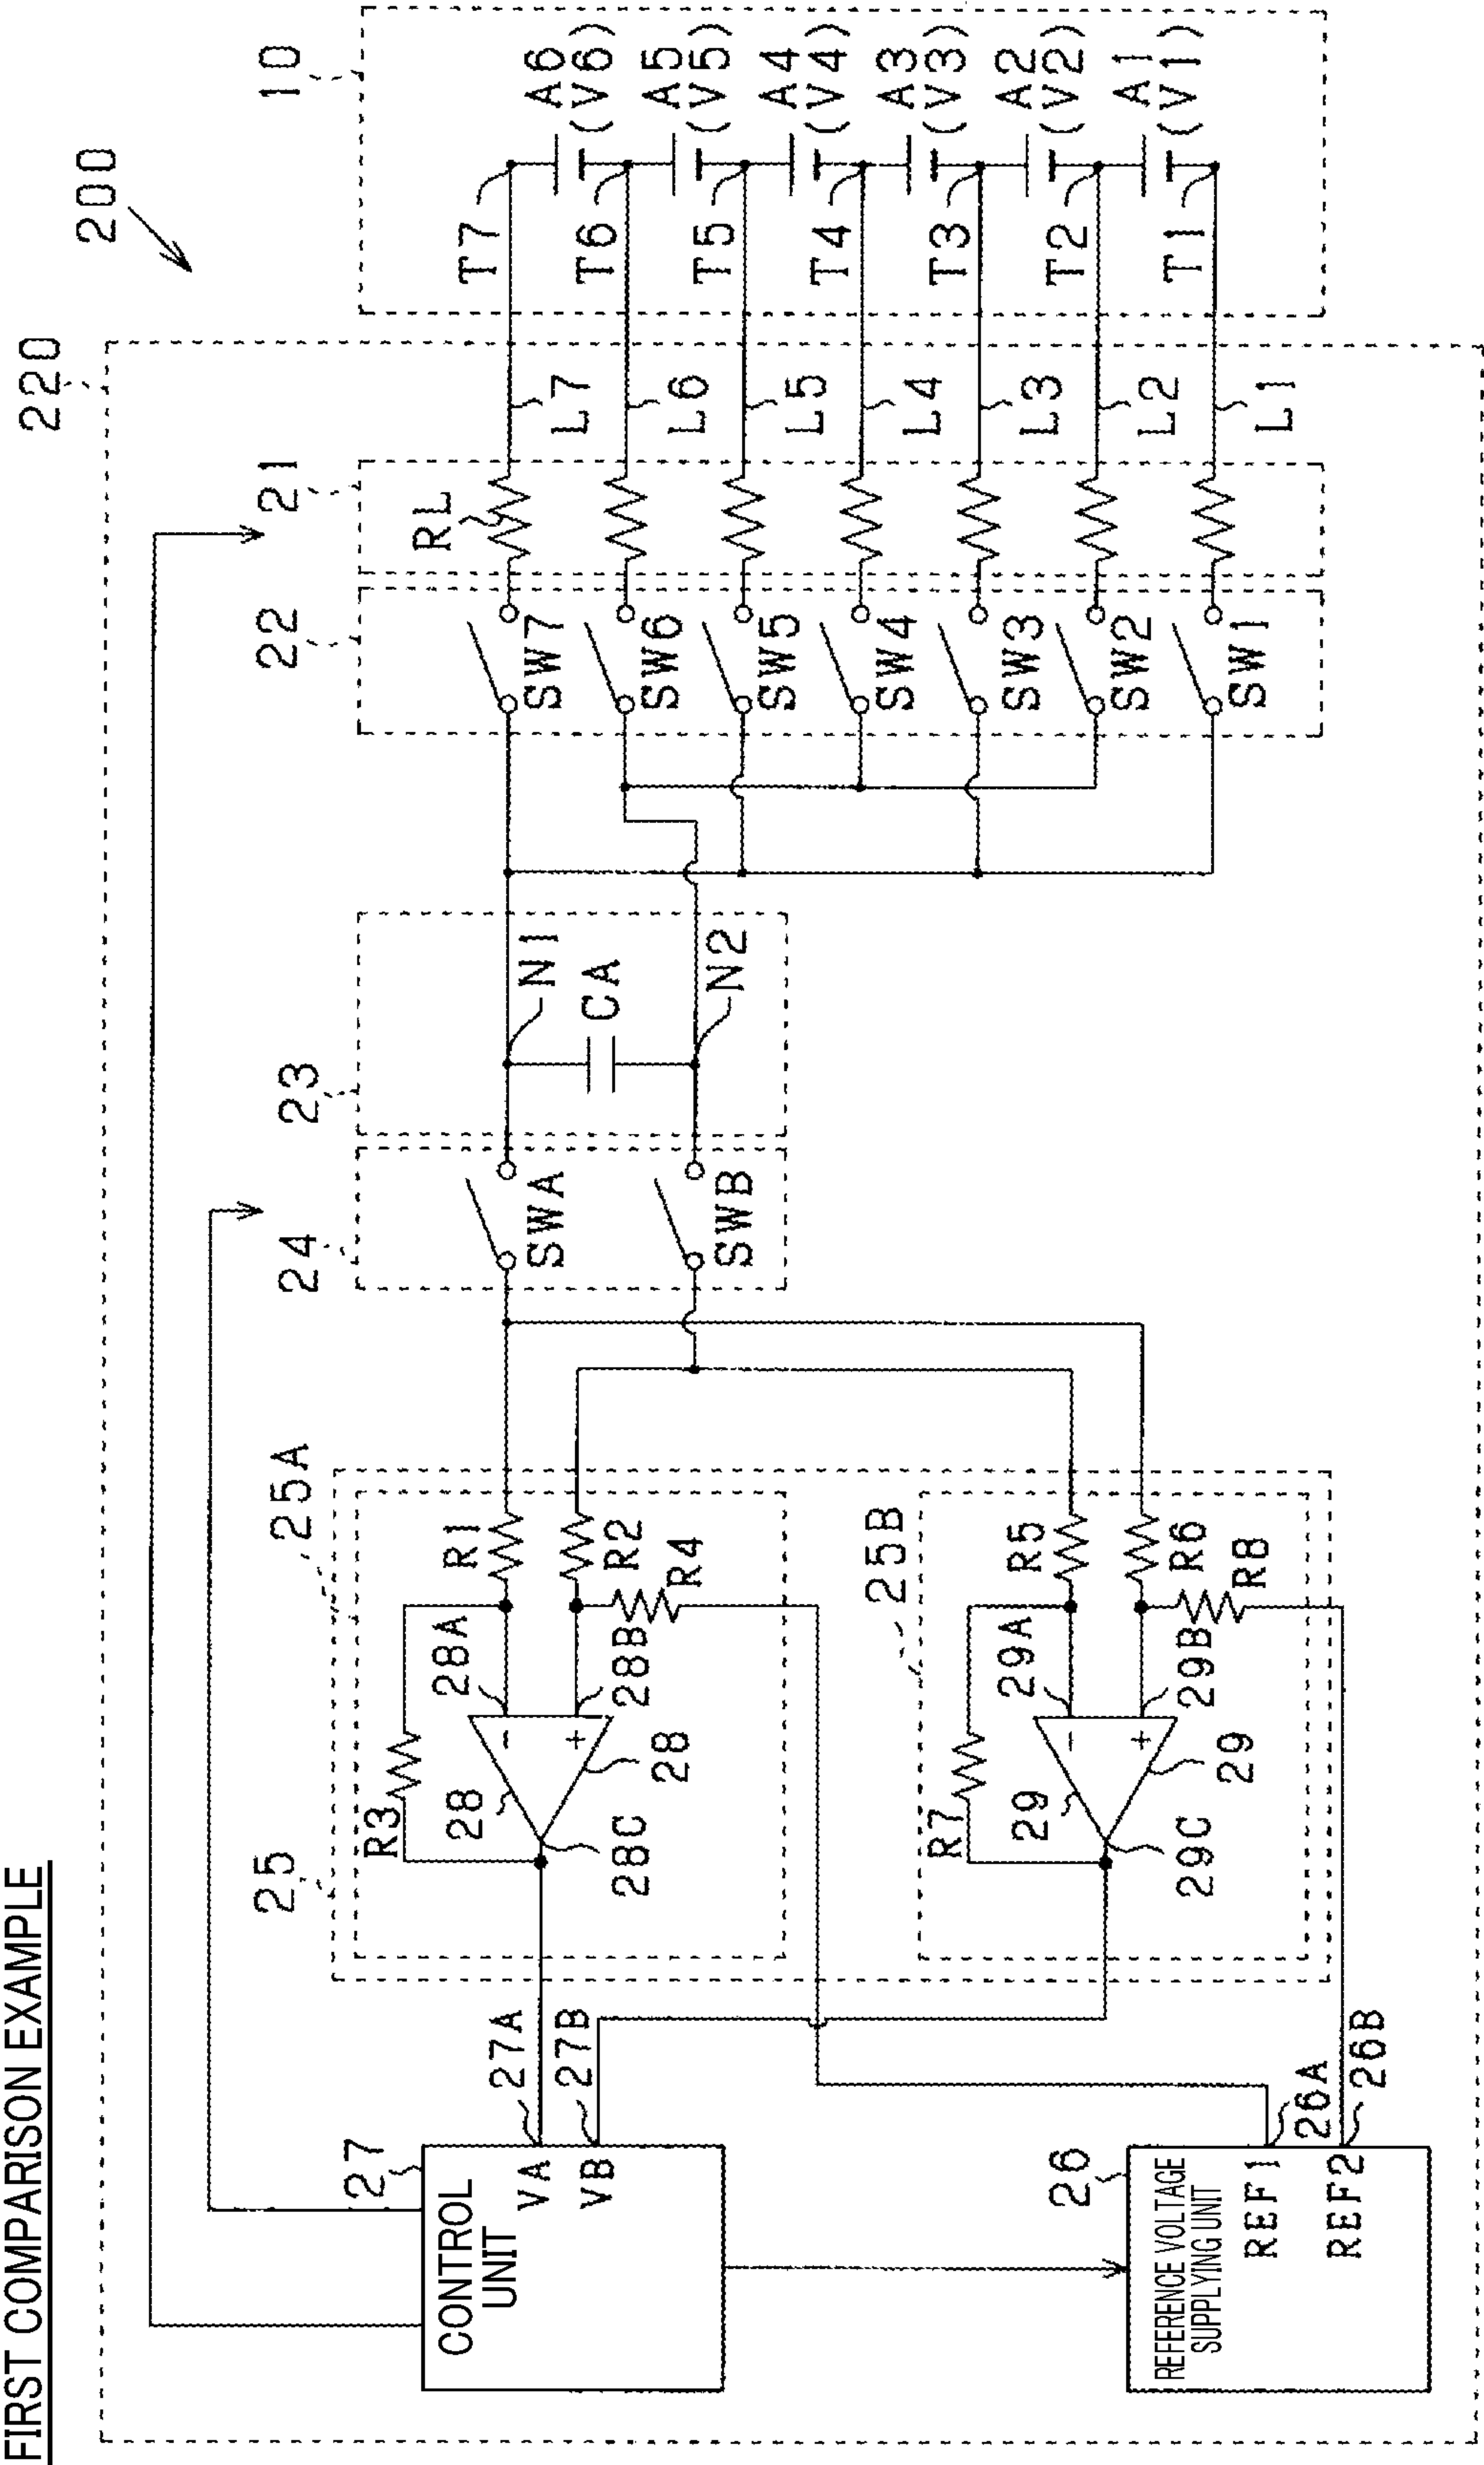 FIRST COMPARISON EXAMPLE
200
220
10
A6
(V6)
A5
(V5)
A4
(V4)
A3
(V3)
A2
(V2)
A1
(V1)
T7
T6
T5
T4
T3
T2
T1
L7
L6
L5
L4
L3
L2
L1
21
RL
22
SW7
SW6
SW5
SW4
SW3
SW2
SW1
23
N1
CA
N2
24
SWA
SWB
25
25A
R1
R2
R4
28A
28B
R3
28
28
28C
-
+
25B
R5
R6
R8
29A
29B
R7
29
29
29C
-
+
27
CONTROL
UNIT
VA
VB
27A
27B
26
REFERENCE VOLTAGE
SUPPLYING UNIT
REF1
REF2
26A
26B